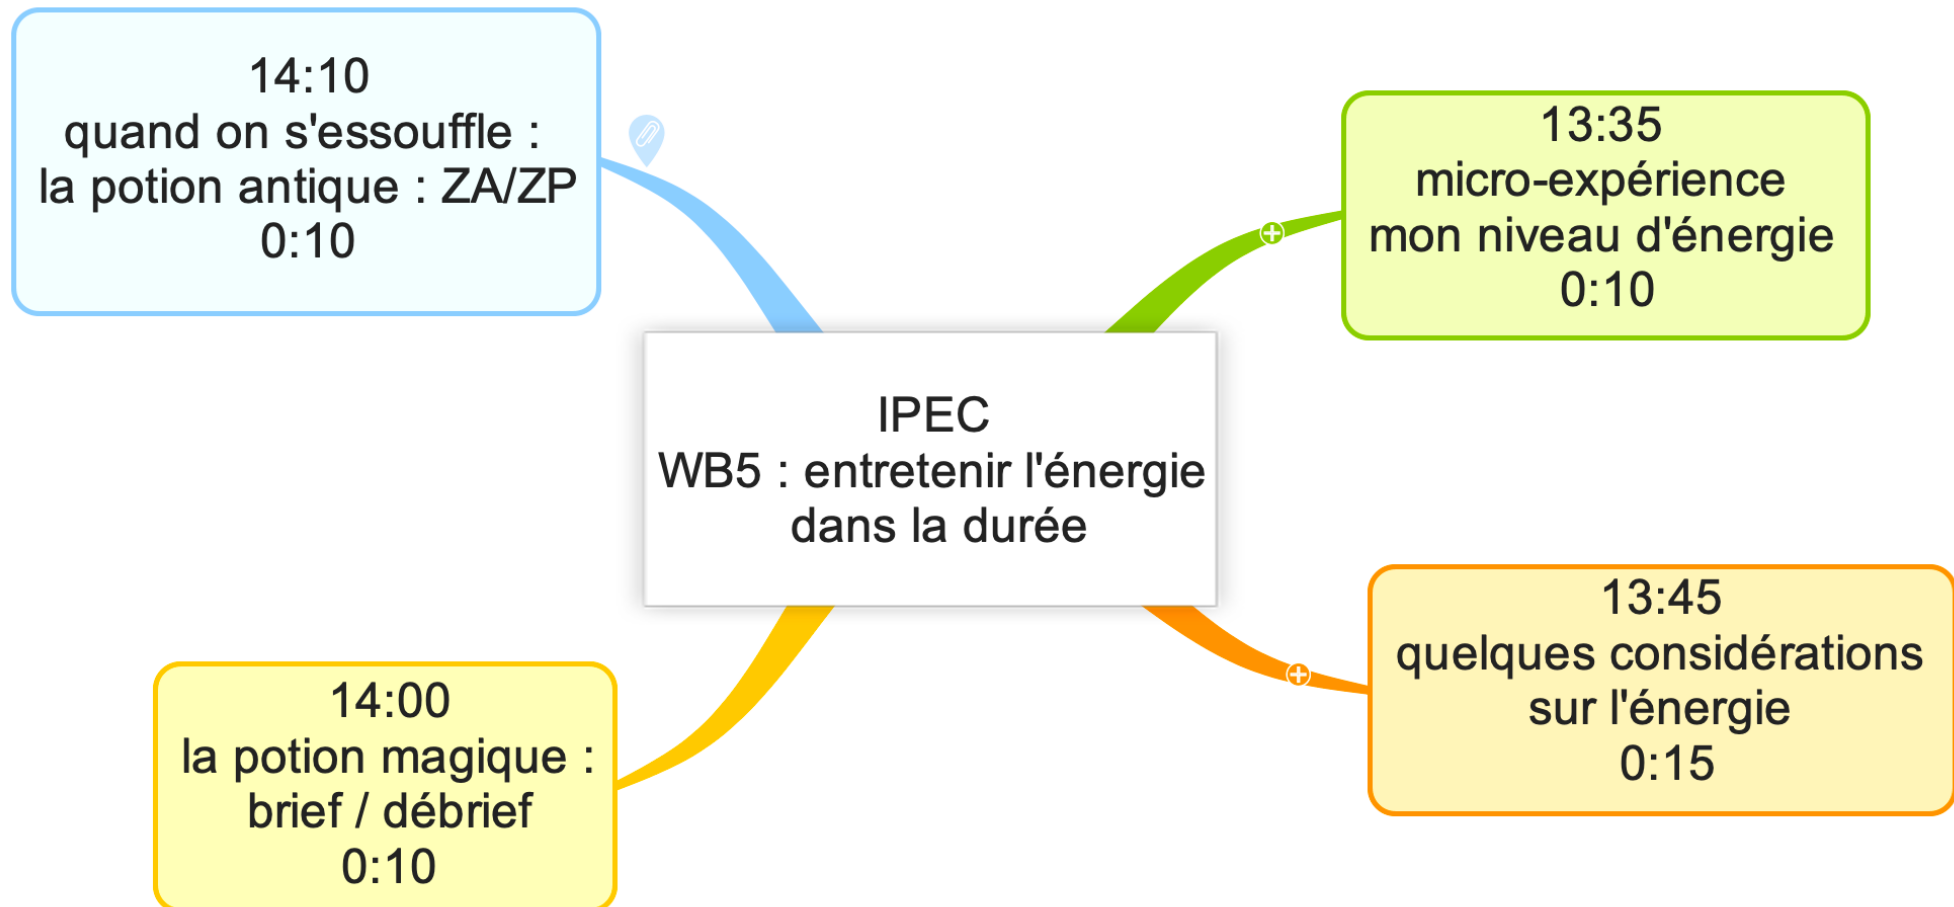 14:10
quand on s'essouffle :
la potion antique : ZA/ZP
0:10
13:35
micro-expérience
mon niveau d'énergie
0:10
IPEC
WB5 : entretenir l'énergie
dans la durée
13:45
quelques considérations
sur l'énergie
0:15
14:00
la potion magique :
brief / débrief
0:10